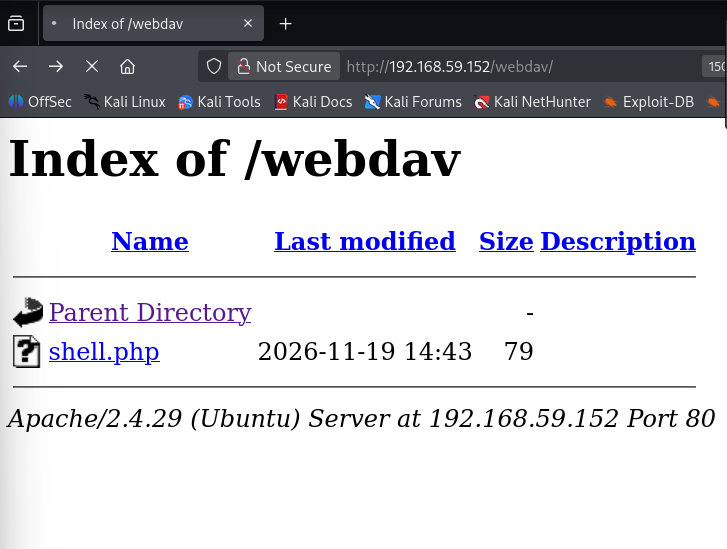 Index of /webdav
Not Secure http://192.168.59.152/webdav/
OffSec Kali Linux Kali Tools Kali Docs Kali Forums Kali NetHunter Exploit-DB
Index of /webdav
Name Last modified Size Description
Parent Directory -
shell.php 2026-11-19 14:43 79
Apache/2.4.29 (Ubuntu) Server at 192.168.59.152 Port 80